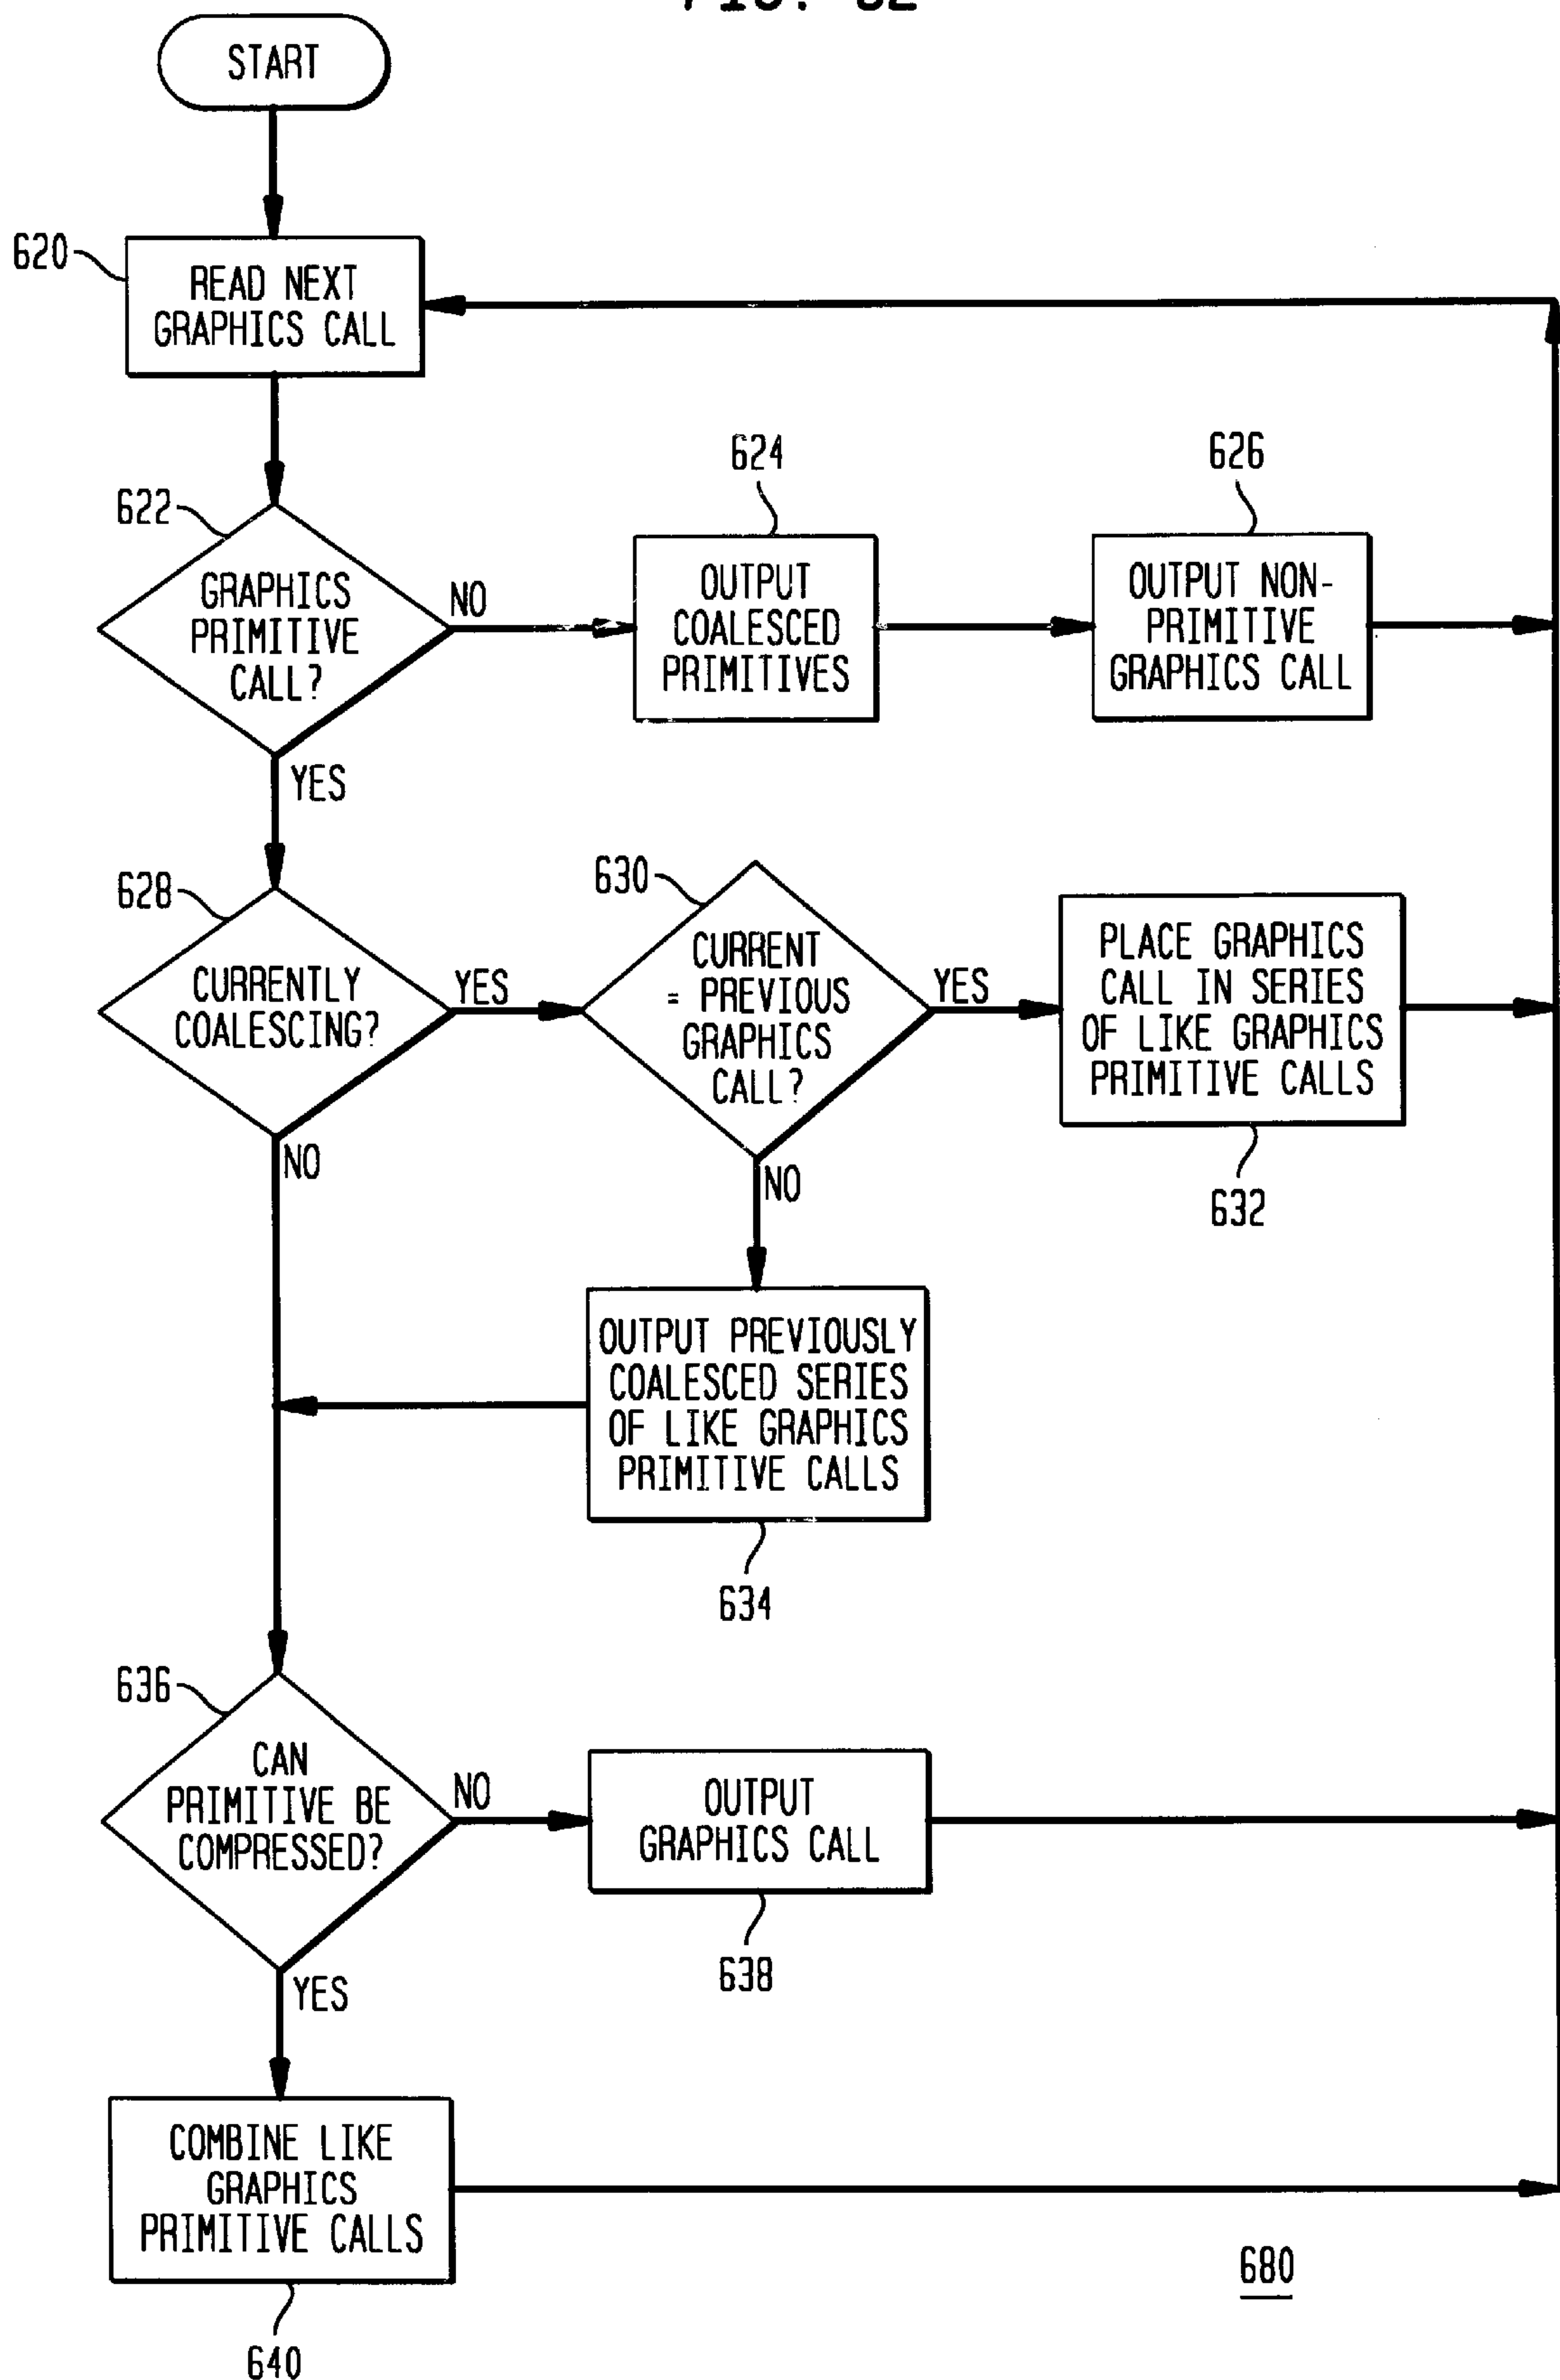 START
620
READ NEXT
GRAPHICS CALL
622
GRAPHICS
PRIMITIVE
CALL?
NO
624
OUTPUT
COALESCED
PRIMITIVES
626
OUTPUT NON-
PRIMITIVE
GRAPHICS CALL
YES
628
CURRENTLY
COALESCING?
YES
630
CURRENT
= PREVIOUS
GRAPHICS
CALL?
YES
PLACE GRAPHICS
CALL IN SERIES
OF LIKE GRAPHICS
PRIMITIVE CALLS
632
NO
NO
OUTPUT PREVIOUSLY
COALESCED SERIES
OF LIKE GRAPHICS
PRIMITIVE CALLS
634
636
CAN
PRIMITIVE BE
COMPRESSED?
NO
OUTPUT
GRAPHICS CALL
638
YES
COMBINE LIKE
GRAPHICS
PRIMITIVE CALLS
640
680